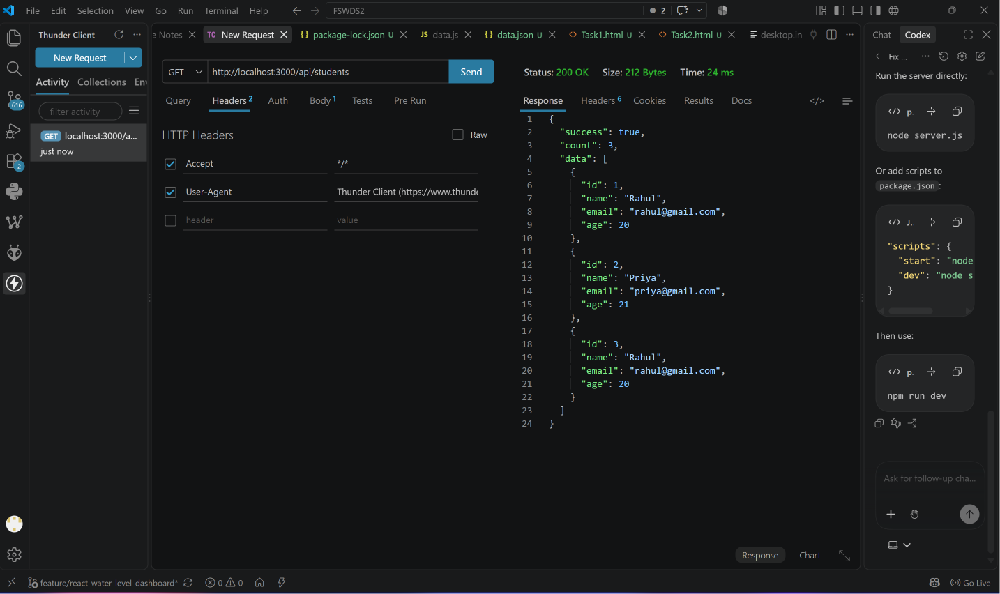 File Edit Selection View Go Run Terminal Help
FSWDS2
2
Thunder Client
New Request
Activity Collections Env
filter activity
GET localhost:3000/a...
just now
616
2
e Notes
TC New Request
{} package-lock.json U
JS data.js
{} data.json U
<> Task1.html U
<> Task2.html U
desktop.in
GET
http://localhost:3000/api/students
Send
Query Headers 2 Auth Body 1 Tests Pre Run
HTTP Headers
Raw
Accept */*
User-Agent Thunder Client (https://www.thunde
header value
Status: 200 OK Size: 212 Bytes Time: 24 ms
Response Headers 6 Cookies Results Docs </>
1 {
2 "success": true,
3 "count": 3,
4 "data": [
5 {
6 "id": 1,
7 "name": "Rahul",
8 "email": "rahul@gmail.com",
9 "age": 20
10 },
11 {
12 "id": 2,
13 "name": "Priya",
14 "email": "priya@gmail.com",
15 "age": 21
16 },
17 {
18 "id": 3,
19 "name": "Rahul",
20 "email": "rahul@gmail.com",
21 "age": 20
22 }
23 ]
24 }
Response Chart
Chat Codex
Fix ...
Run the server directly:
</> p.
node server.js
Or add scripts to
package.json:
</> J.
"scripts": {
"start": "node
"dev": "node s
}
Then use:
</> p.
npm run dev
Ask for follow-up cha...
feature/react-water-level-dashboard* 0 0
Go Live